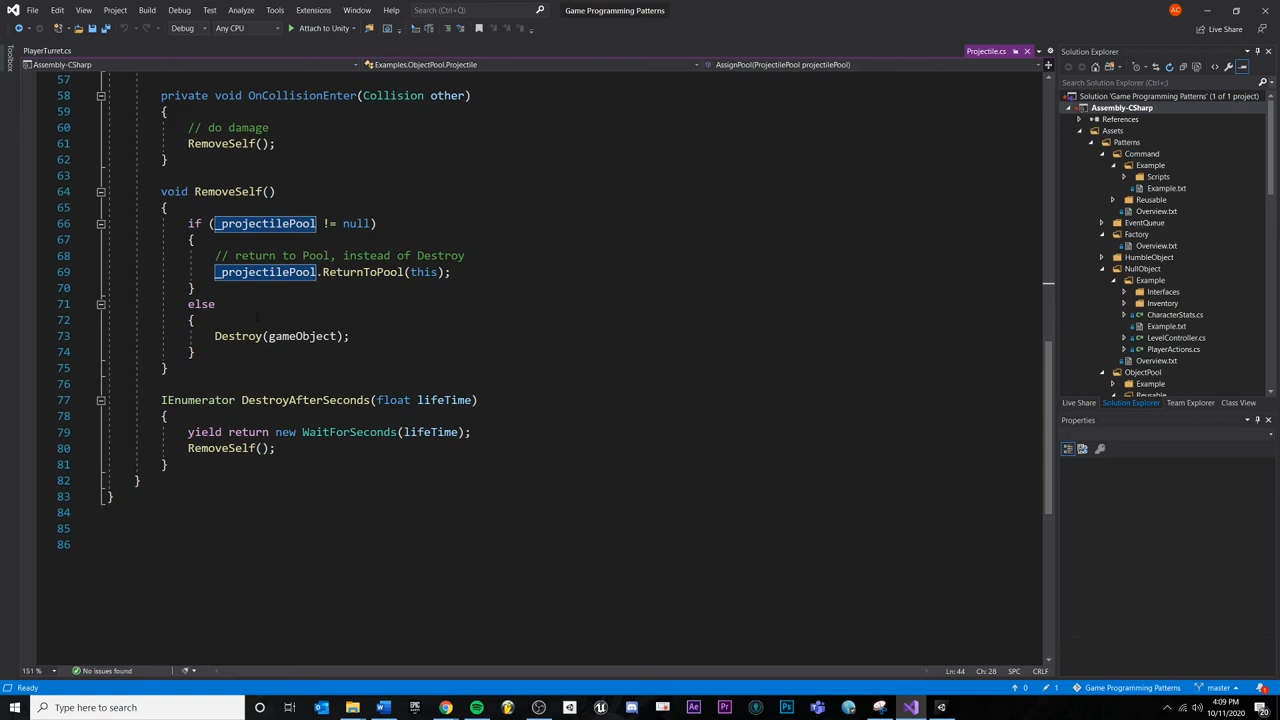 File Edit View Project Build Debug Test Analyze Tools Extensions Window Help Search (Ctrl+Q) Game Programming Patterns AC
Debug Any CPU Attach to Unity Live Share
Toolbox
PlayerTurret.cs Projectile.cs
Assembly-CSharp Examples.ObjectPool.Projectile AssignPool(ProjectilePool projectilePool)
57
58 private void OnCollisionEnter(Collision other)
59 {
60 // do damage
61 RemoveSelf();
62 }
63
64 void RemoveSelf()
65 {
66 if (_projectilePool != null)
67 {
68 // return to Pool, instead of Destroy
69 _projectilePool.ReturnToPool(this);
70 }
71 else
72 {
73 Destroy(gameObject);
74 }
75 }
76
77 IEnumerator DestroyAfterSeconds(float lifeTime)
78 {
79 yield return new WaitForSeconds(lifeTime);
80 RemoveSelf();
81 }
82 }
83 }
84
85
86
Solution Explorer
Search Solution Explorer (Ctrl+;)
Solution 'Game Programming Patterns' (1 of 1 project)
Assembly-CSharp
References
Assets
Patterns
Command
Example
Scripts
Example.txt
Reusable
Overview.txt
EventQueue
Factory
Overview.txt
HumbleObject
NullObject
Example
Interfaces
Inventory
CharacterStats.cs
Example.txt
LevelController.cs
PlayerActions.cs
Overview.txt
ObjectPool
Example
Reusable
Live Share Solution Explorer Team Explorer Class View
Properties
151 % No issues found Ln: 44 Ch: 28 SPC CRLF
Ready 0 1 Game Programming Patterns master 1
Type here to search 4:09 PM
10/11/2020 20